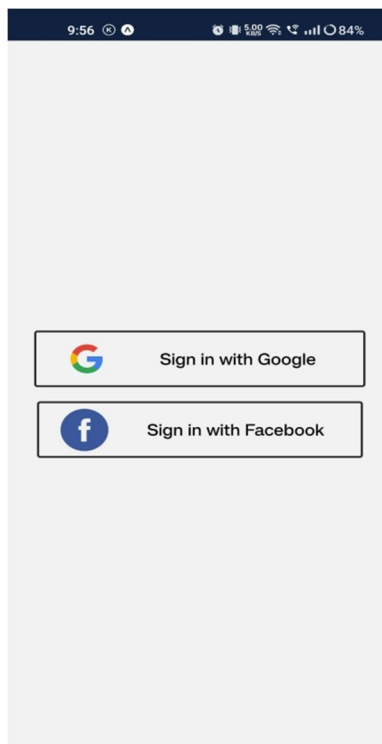 9:56 K 5.00 KB/S 84%
G Sign in with Google
f Sign in with Facebook